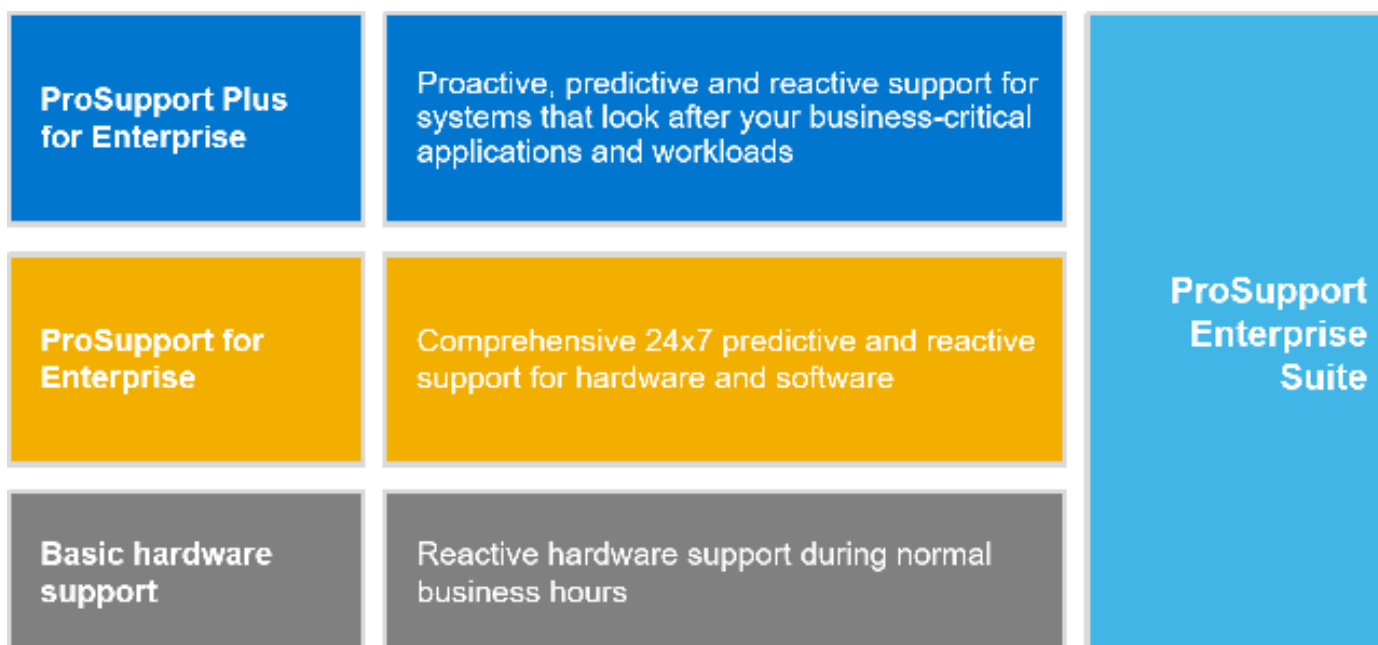 ProSupport Plus
for Enterprise
Proactive, predictive and reactive support for
systems that look after your business-critical
applications and workloads
ProSupport for
Enterprise
Comprehensive 24x7 predictive and reactive
support for hardware and software
Basic hardware
support
Reactive hardware support during normal
business hours
ProSupport
Enterprise
Suite